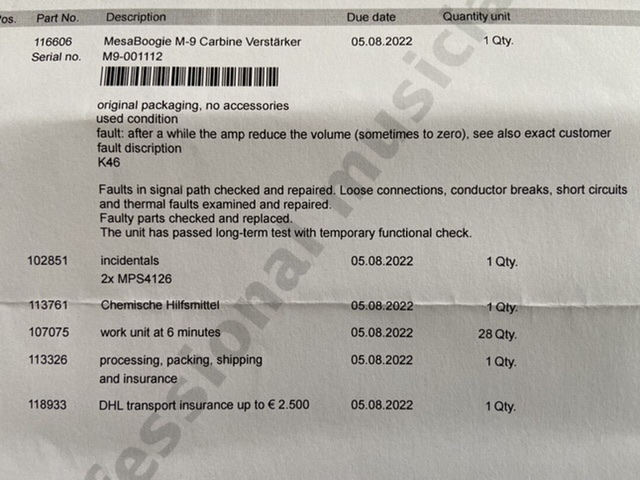 os. Part No. Description Due date Quantity unit
116606 MesaBoogie M-9 Carbine Verstärker 05.08.2022 1 Qty.
Serial no. M9-001112
original packaging, no accessories
used condition
fault: after a while the amp reduce the volume (sometimes to zero), see also exact customer
fault discription
K46
Faults in signal path checked and repaired. Loose connections, conductor breaks, short circuits
and thermal faults examined and repaired.
Faulty parts checked and replaced.
The unit has passed long-term test with temporary functional check.
102851 incidentals 05.08.2022 1 Qty.
2x MPS4126
113761 Chemische Hilfsmittel 05.08.2022 1 Qty.
107075 work unit at 6 minutes 05.08.2022 28 Qty.
113326 processing, packing, shipping 05.08.2022 1 Qty.
and insurance
118933 DHL transport insurance up to € 2.500 05.08.2022 1 Qty.
fessional musicia